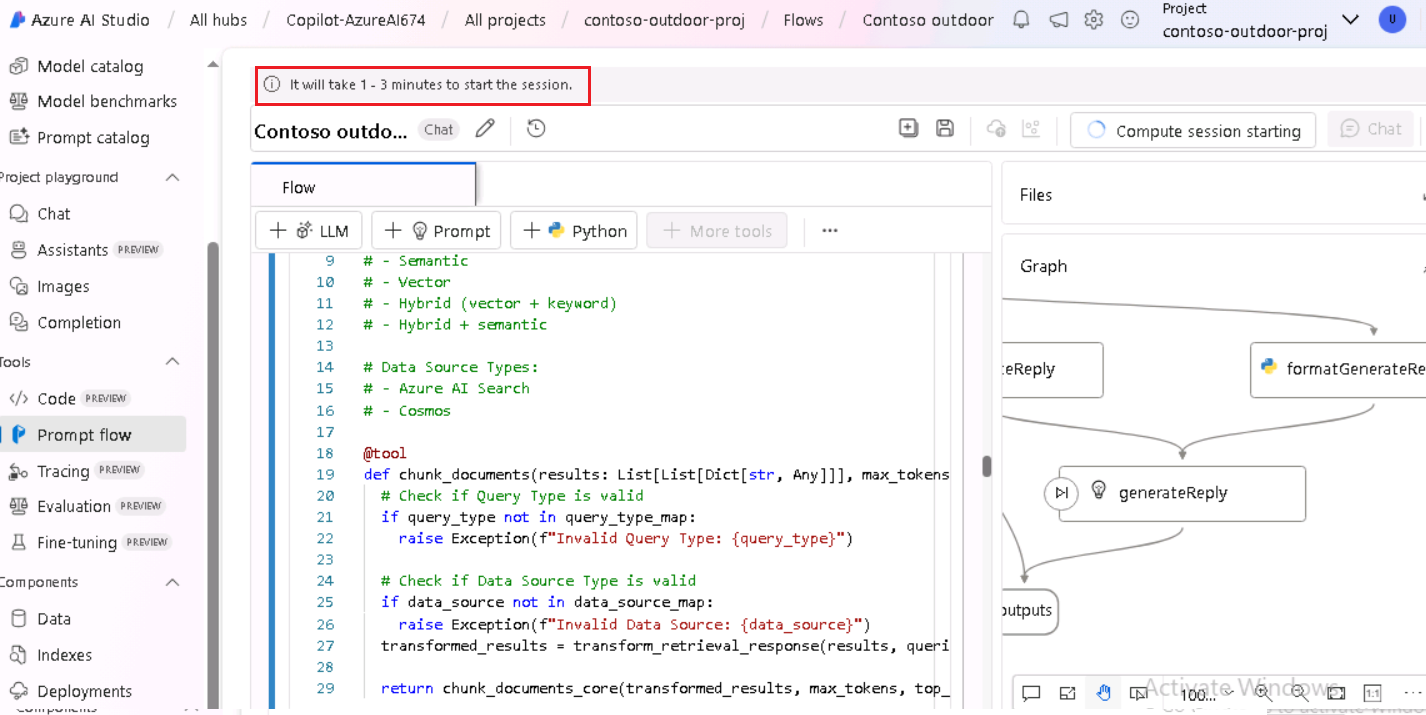 Azure AI Studio / All hubs / Copilot-AzureAI674 / All projects / contoso-outdoor-proj / Flows / Contoso outdoor
Project
contoso-outdoor-proj
U
Model catalog
Model benchmarks
Prompt catalog
Project playground
Chat
Assistants PREVIEW
Images
Completion
Tools
Code PREVIEW
Prompt flow
Tracing PREVIEW
Evaluation PREVIEW
Fine-tuning PREVIEW
Components
Data
Indexes
Deployments
Components
It will take 1 - 3 minutes to start the session.
Contoso outdo... Chat
Compute session starting
Chat
Flow
+ LLM
+ Prompt
+ Python
+ More tools
...
9 # - Semantic
10 # - Vector
11 # - Hybrid (vector + keyword)
12 # - Hybrid + semantic
13
14 # Data Source Types:
15 # - Azure AI Search
16 # - Cosmos
17
18 @tool
19 def chunk_documents(results: List[List[Dict[str, Any]]], max_tokens
20 # Check if Query Type is valid
21 if query_type not in query_type_map:
22 raise Exception(f"Invalid Query Type: {query_type}")
23
24 # Check if Data Source Type is valid
25 if data_source not in data_source_map:
26 raise Exception(f"Invalid Data Source: {data_source}")
27 transformed_results = transform_retrieval_response(results, queri
28
29 return chunk_documents_core(transformed_results, max_tokens, top_
Files
Graph
eReply
formatGenerateRe
generateReply
outputs
100...
1:1
Activate Windows